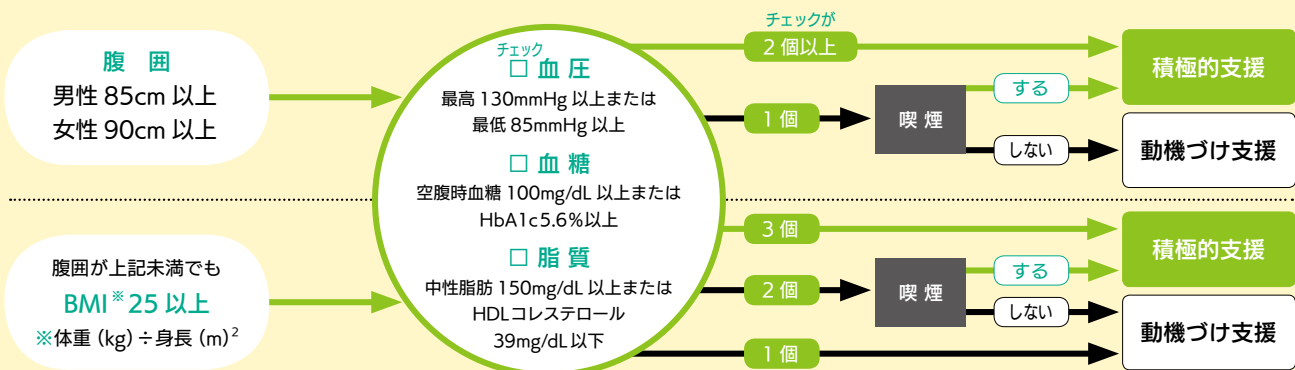 腹 囲
男性 85cm 以上
女性 90cm 以上
チェック
□ 血 圧
最高 130mmHg 以上または
最低 85mmHg 以上
□ 血 糖
空腹時血糖 100mg/dL 以上または
HbA1c5.6%以上
□ 脂 質
中性脂肪 150mg/dL 以上または
HDLコレステロール
39mg/dL以下
チェックが
2 個以上
積極的支援
1 個
喫 煙
する
しない
動機づけ支援
腹囲が上記未満でも
BMI※25 以上
※体重（kg）÷身長（m）²
3 個
積極的支援
2 個
喫 煙
する
しない
1 個
動機づけ支援